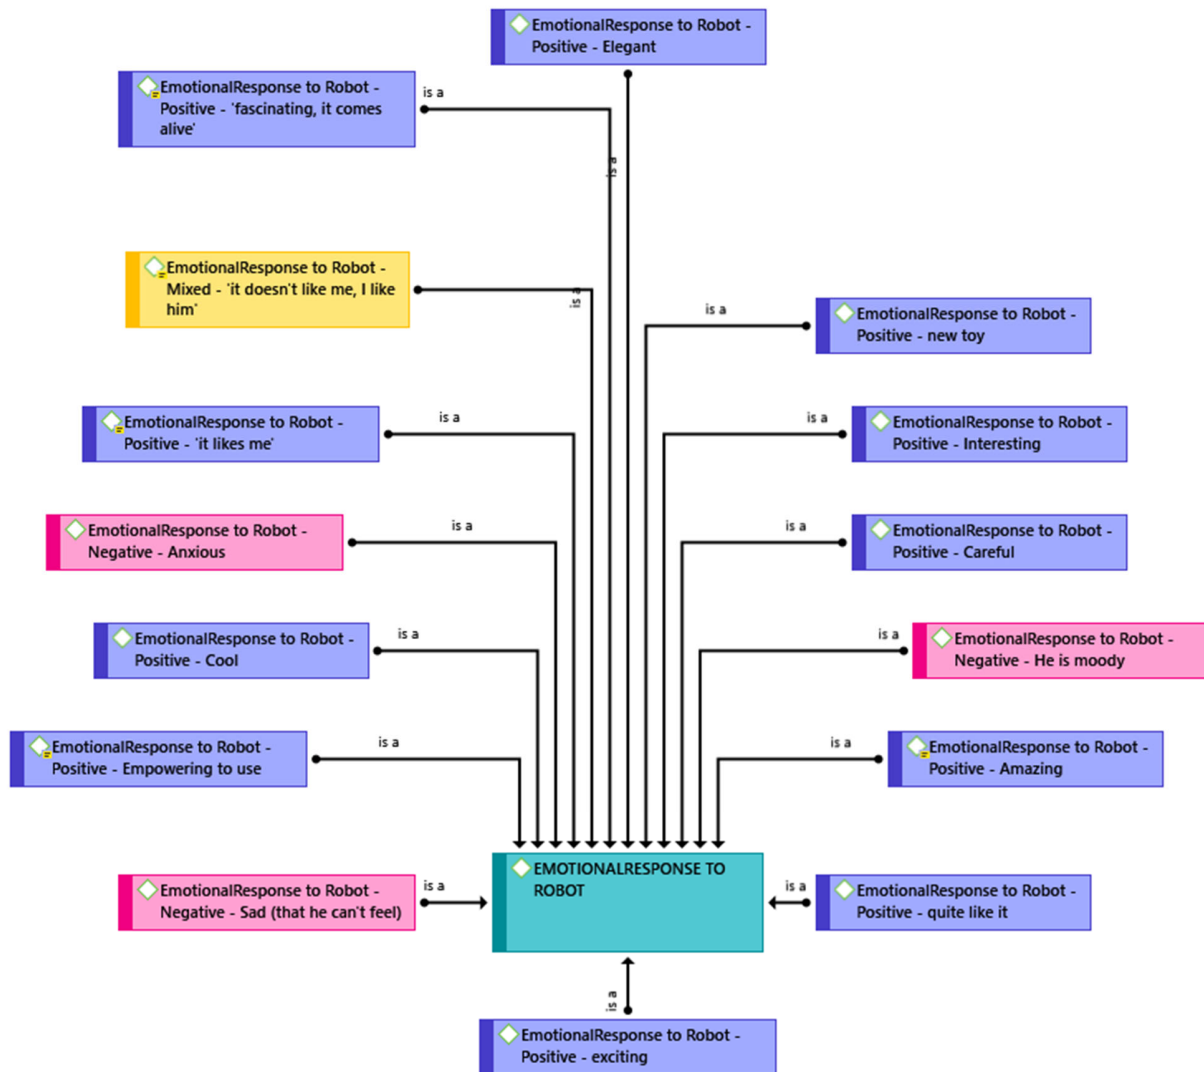 EmotionalResponse to Robot -
Positive - Elegant
EmotionalResponse to Robot -
Positive - 'fascinating, it comes
alive'
is a
is a
EmotionalResponse to Robot -
Mixed - 'it doesn't like me, I like
him'
is a
is a
EmotionalResponse to Robot -
Positive - new toy
EmotionalResponse to Robot -
Positive - 'it likes me'
is a
is a
EmotionalResponse to Robot -
Positive - Interesting
EmotionalResponse to Robot -
Negative - Anxious
is a
is a
EmotionalResponse to Robot -
Positive - Careful
EmotionalResponse to Robot -
Positive - Cool
is a
is a
EmotionalResponse to Robot -
Negative - He is moody
EmotionalResponse to Robot -
Positive - Empowering to use
is a
is a
EmotionalResponse to Robot -
Positive - Amazing
EMOTIONALRESPONSE TO
ROBOT
EmotionalResponse to Robot -
Negative - Sad (that he can't feel)
is a
is a
EmotionalResponse to Robot -
Positive - quite like it
is a
EmotionalResponse to Robot -
Positive - exciting